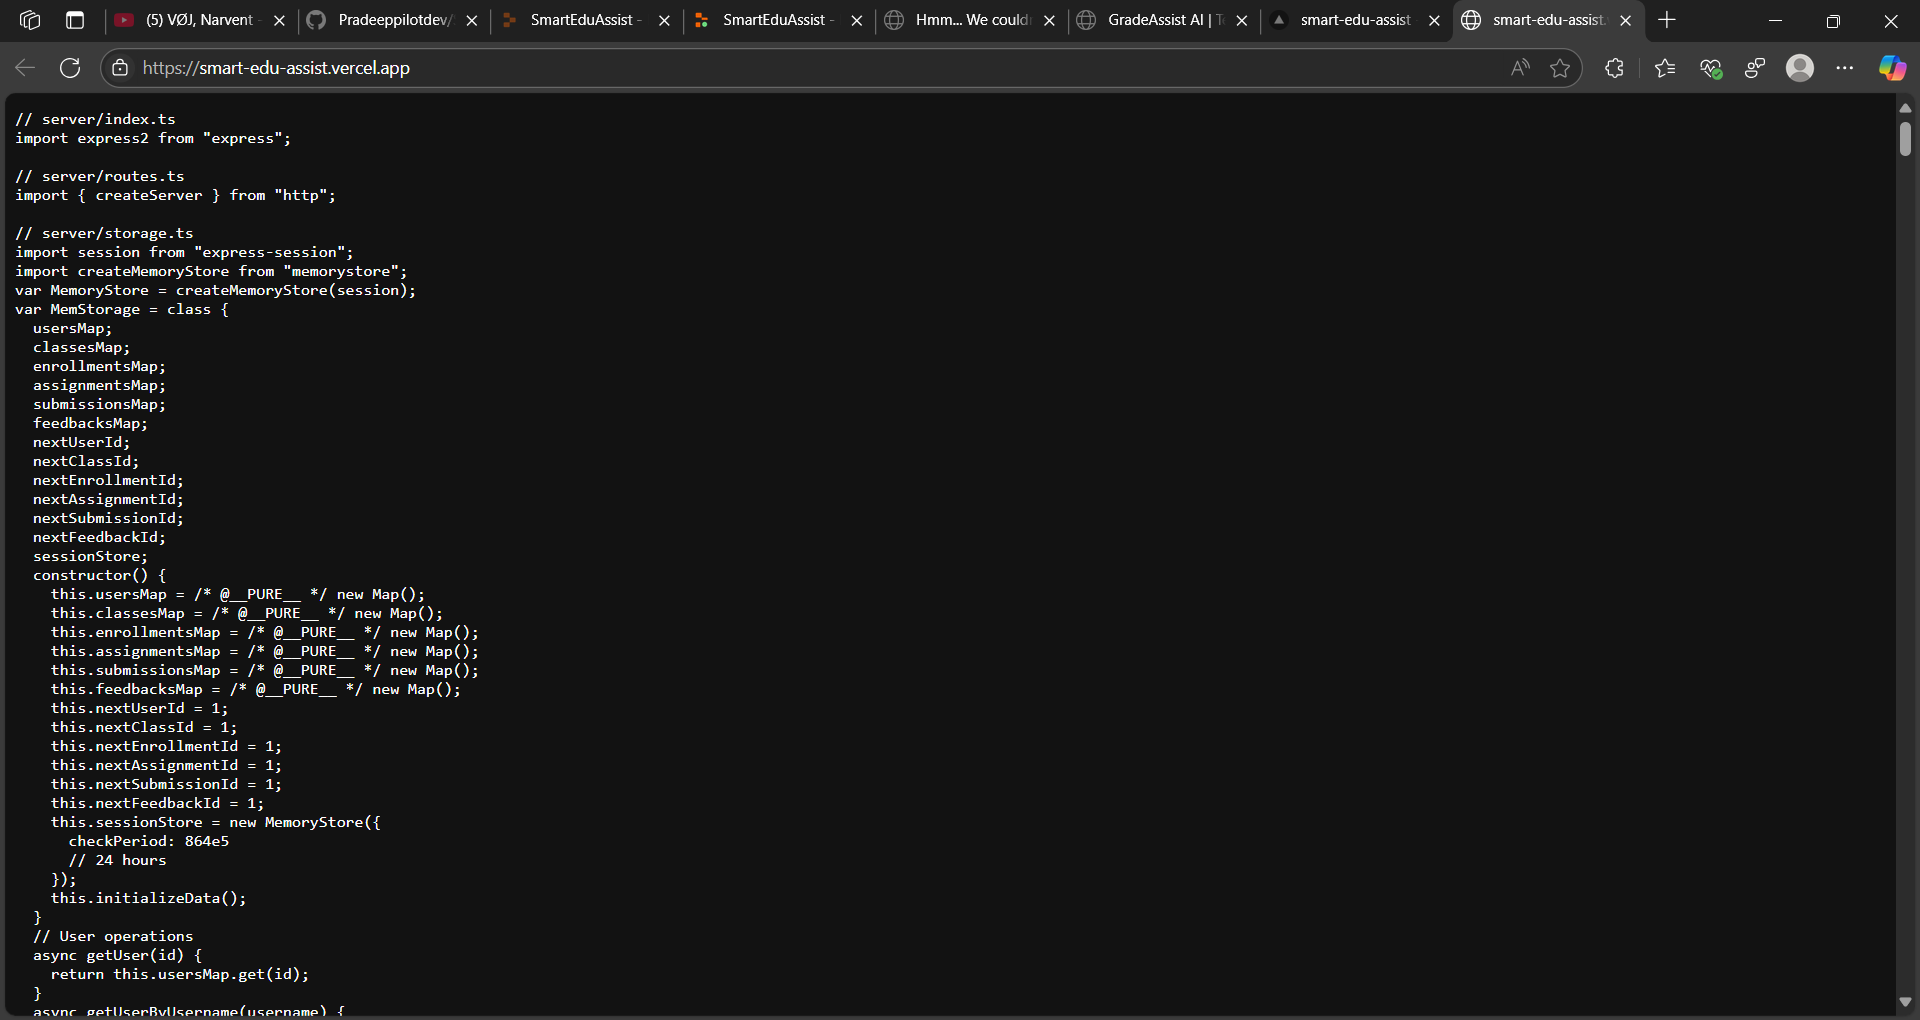 (5) VØJ, Narvent -
Pradeeppilotdev/
SmartEduAssist -
SmartEduAssist -
Hmm... We could
GradeAssist AI | Te
smart-edu-assist
smart-edu-assist.
https://smart-edu-assist.vercel.app
// server/index.ts
import express2 from "express";
// server/routes.ts
import { createServer } from "http";
// server/storage.ts
import session from "express-session";
import createMemoryStore from "memorystore";
var MemoryStore = createMemoryStore(session);
var MemStorage = class {
usersMap;
classesMap;
enrollmentsMap;
assignmentsMap;
submissionsMap;
feedbacksMap;
nextUserId;
nextClassId;
nextEnrollmentId;
nextAssignmentId;
nextSubmissionId;
nextFeedbackId;
sessionStore;
constructor() {
this.usersMap = /* @__PURE__ */ new Map();
this.classesMap = /* @__PURE__ */ new Map();
this.enrollmentsMap = /* @__PURE__ */ new Map();
this.assignmentsMap = /* @__PURE__ */ new Map();
this.submissionsMap = /* @__PURE__ */ new Map();
this.feedbacksMap = /* @__PURE__ */ new Map();
this.nextUserId = 1;
this.nextClassId = 1;
this.nextEnrollmentId = 1;
this.nextAssignmentId = 1;
this.nextSubmissionId = 1;
this.nextFeedbackId = 1;
this.sessionStore = new MemoryStore({
checkPeriod: 864e5
// 24 hours
});
this.initializeData();
}
// User operations
async getUser(id) {
return this.usersMap.get(id);
}
async getUserByUsername(username) {